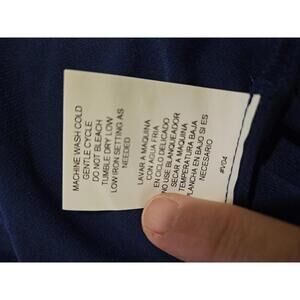 MACHINE WASH COLD
GENTLE CYCLE
DO NOT BLEACH
TUMBLE DRY LOW
LOW IRON SETTING AS
NEEDED
LAVAR A MAQUINA
CON AGUA FRIA
EN CICLO DELICADO
NO USE BLANQUEADOR
SECAR A MAQUINA
TEMPERATURA BAJA
PLANCHA EN BAJO SI ES
NECESARIO
#V04